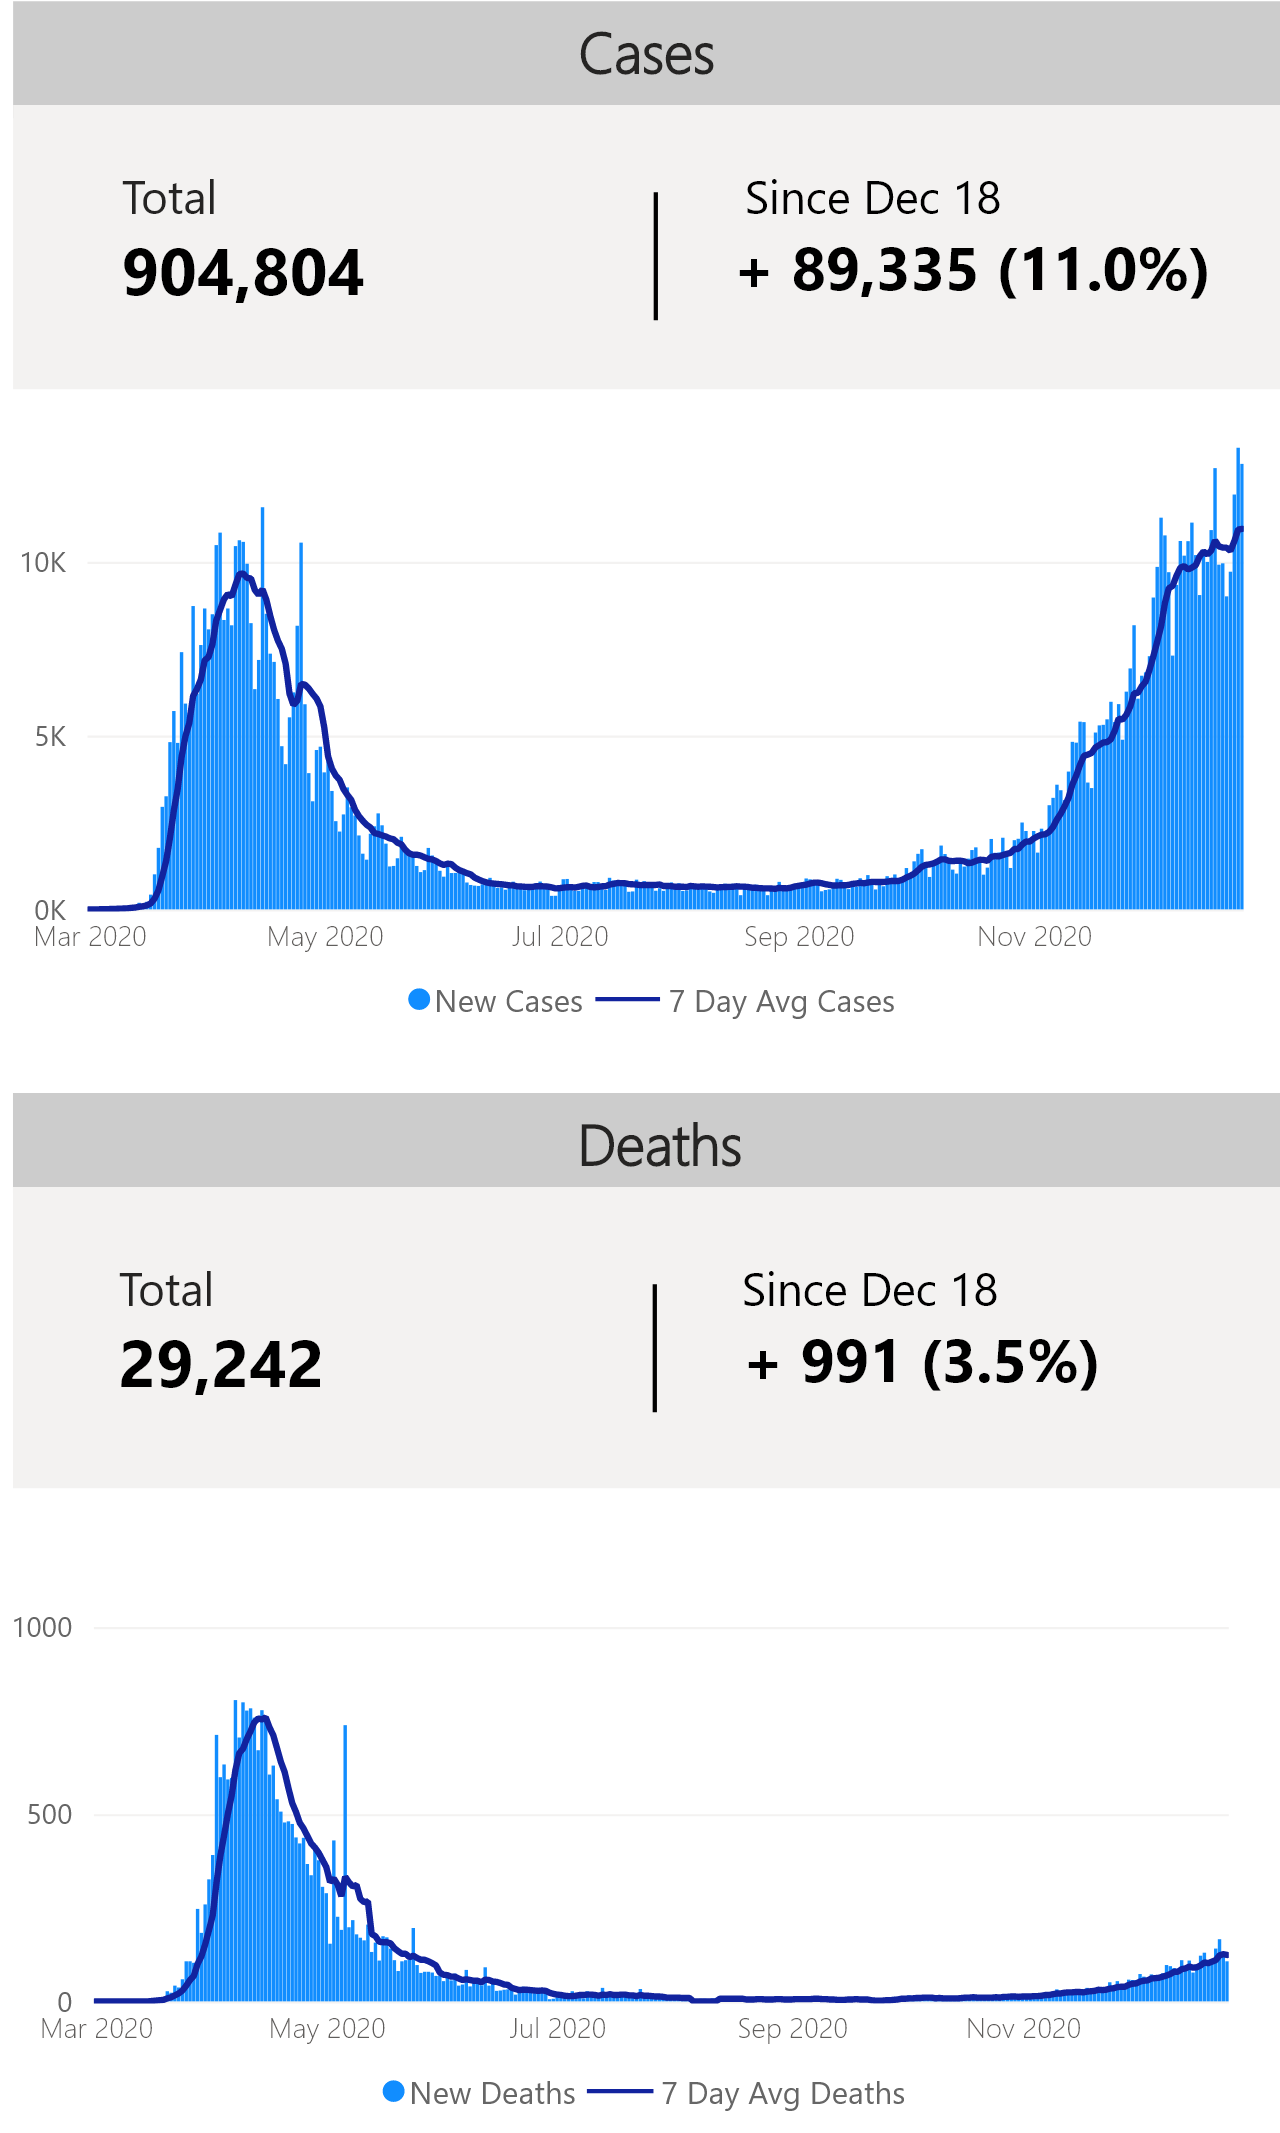 Cases
Total
Since Dec 18
904,804
+ 89,335 (11.0%)
10K
5K
0K
Mar 2020
May 2020
Jul 2020
Sep 2020
Nov 2020
New Cases
7 Day Avg Cases
Deaths
Total
Since Dec 18
29,242
+ 991 (3.5%)
1000
500
0
Mar 2020
May 2020
Jul 2020
Sep 2020
Nov 2020
New Deaths
7 Day Avg Deaths